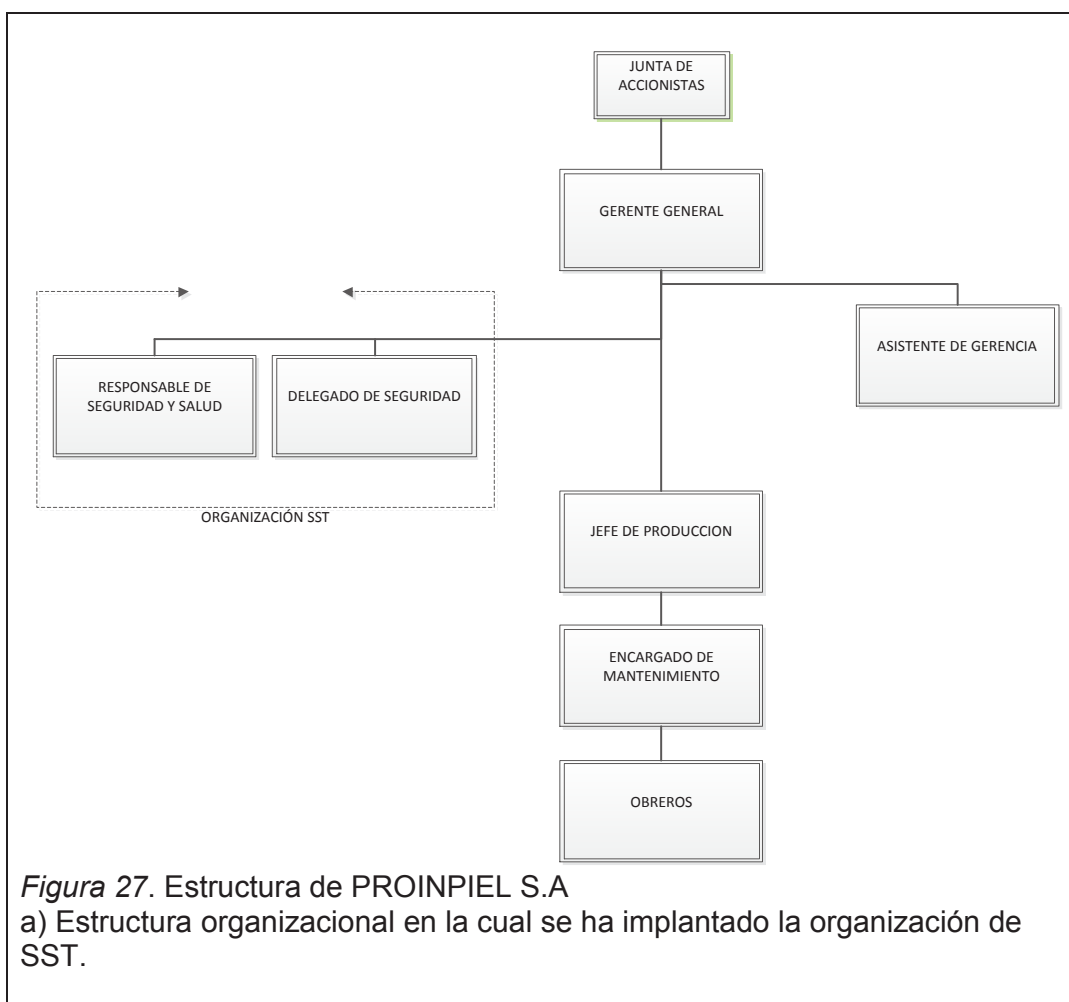 JUNTA DE
ACCIONISTAS
GERENTE GENERAL
ASISTENTE DE GERENCIA
RESPONSABLE DE
SEGURIDAD Y SALUD
DELEGADO DE SEGURIDAD
ORGANIZACIÓN SST
JEFE DE PRODUCCION
ENCARGADO DE
MANTENIMIENTO
OBREROS
Figura 27. Estructura de PROINPIEL S.A
a) Estructura organizacional en la cual se ha implantado la organización de
SST.